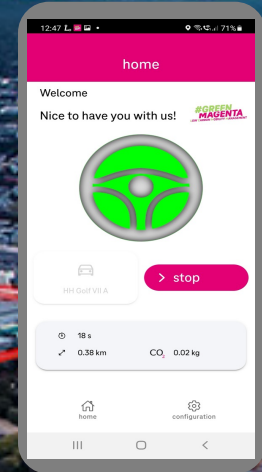 12:47
71%
home
Welcome
Nice to have you with us!
#GREEN
MAGENTA
HH Golf VII A
> stop
18 s
0.38 km
CO2 0.02 kg
home
configuration